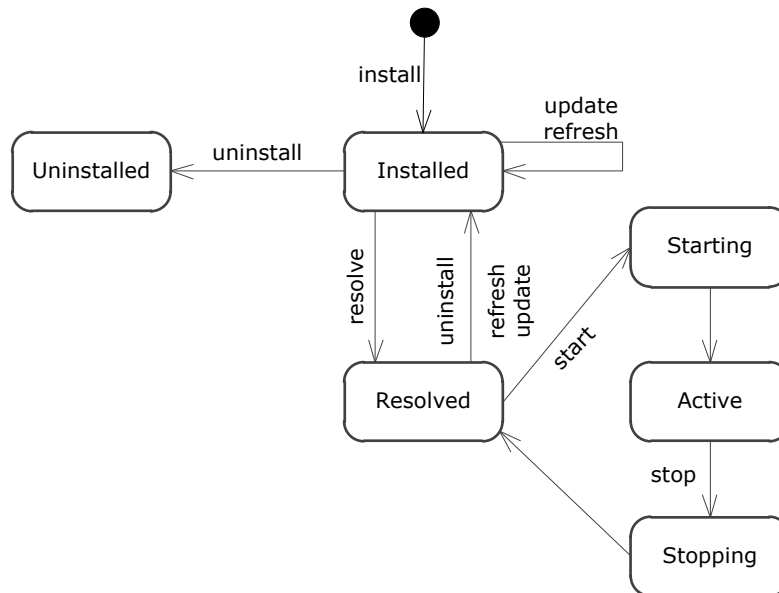 install
update
refresh
uninstall
Uninstalled
Installed
Starting
resolve
uninstall
refresh
update
start
Resolved
Active
stop
Stopping